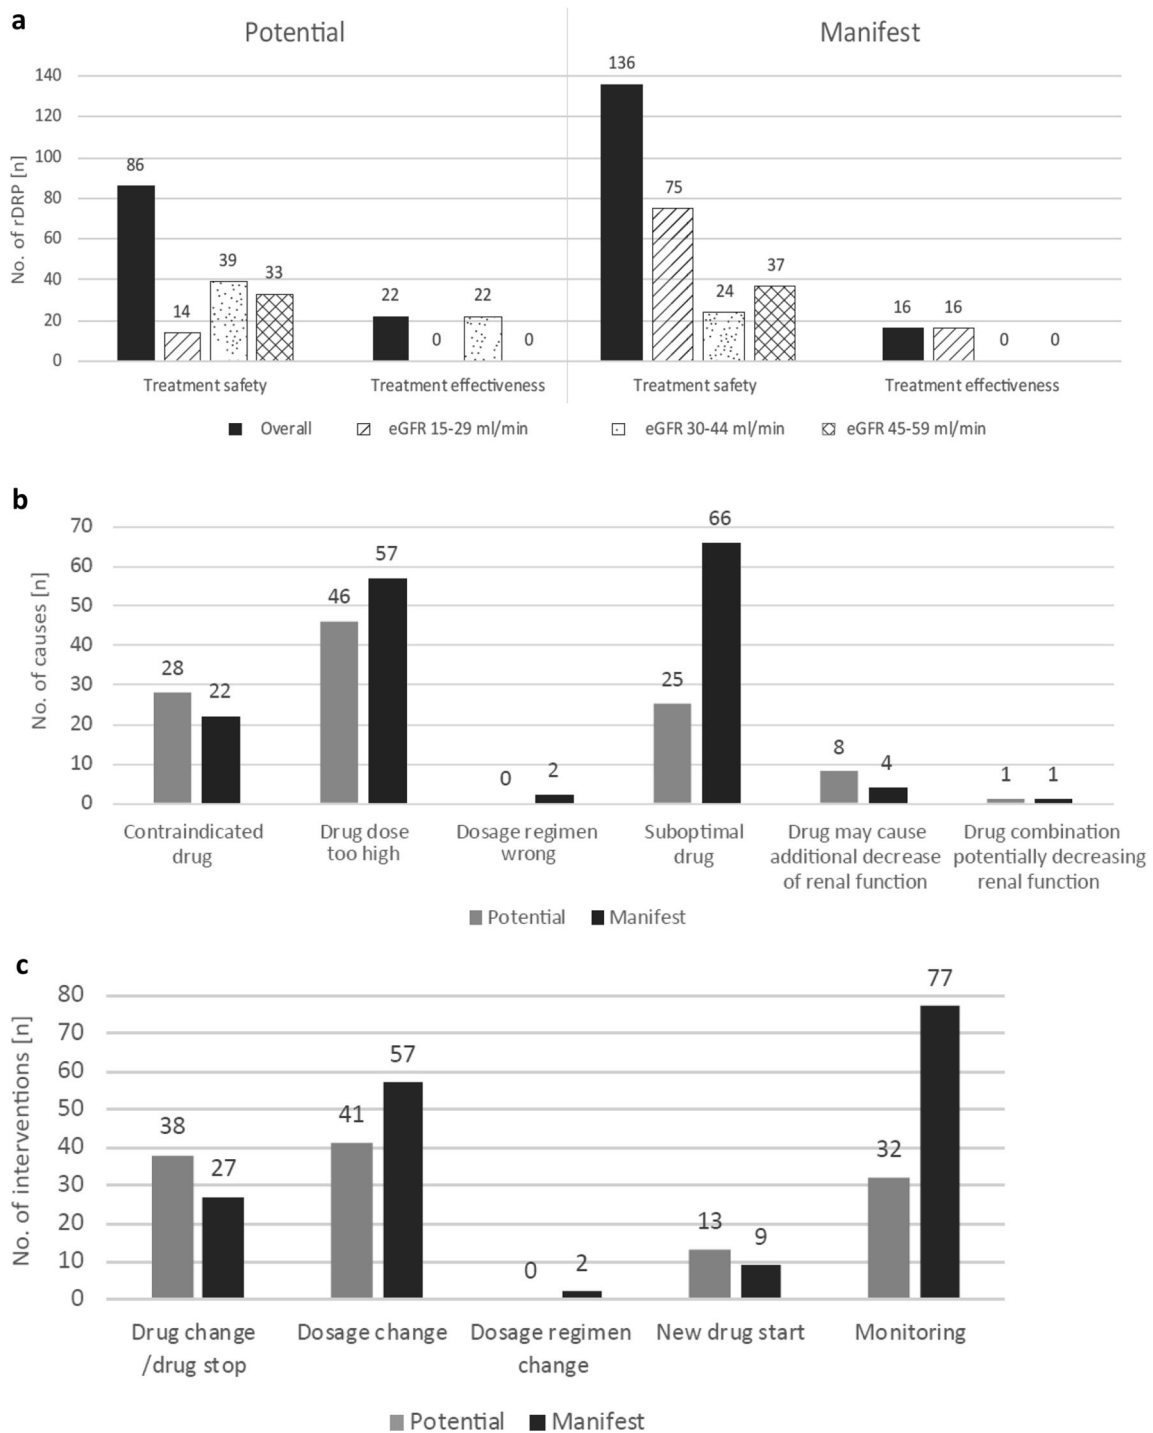 a
Potential
Manifest
No. of rDRP [n]
140
120
100
80
60
40
20
0
86
14
39
33
22
0
22
0
136
75
24
37
16
16
0
0
Treatment safety
Treatment effectiveness
Treatment safety
Treatment effectiveness
Overall
eGFR 15-29 ml/min
eGFR 30-44 ml/min
eGFR 45-59 ml/min
b
No. of causes [n]
70
60
50
40
30
20
10
0
28
22
46
57
0
2
25
66
8
4
1
1
Contraindicated
drug
Drug dose
too high
Dosage regimen
wrong
Suboptimal
drug
Drug may cause
additional decrease
of renal function
Drug combination
potentially decreasing
renal function
Potential
Manifest
c
No. of interventions [n]
80
70
60
50
40
30
20
10
0
38
27
41
57
0
2
13
9
32
77
Drug change
/drug stop
Dosage change
Dosage regimen
change
New drug start
Monitoring
Potential
Manifest